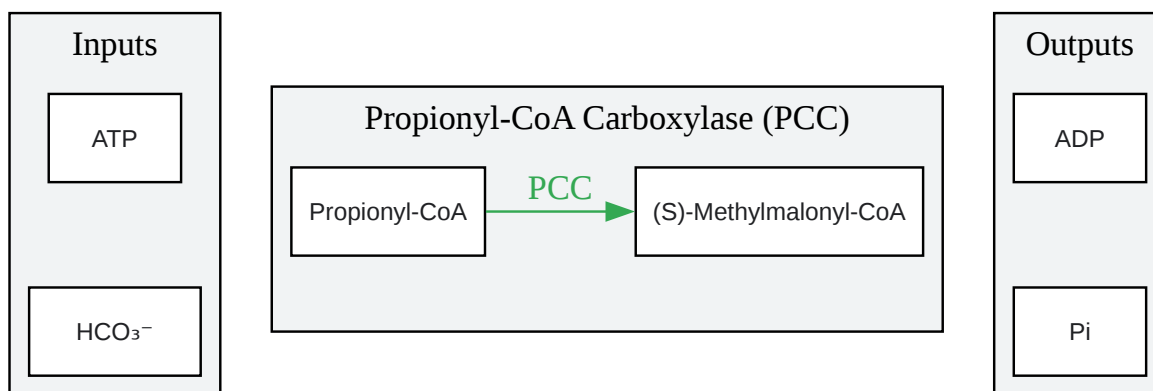 Inputs
ATP
HCO₃⁻
Propionyl-CoA Carboxylase (PCC)
Propionyl-CoA
PCC
(S)-Methylmalonyl-CoA
Outputs
ADP
Pi